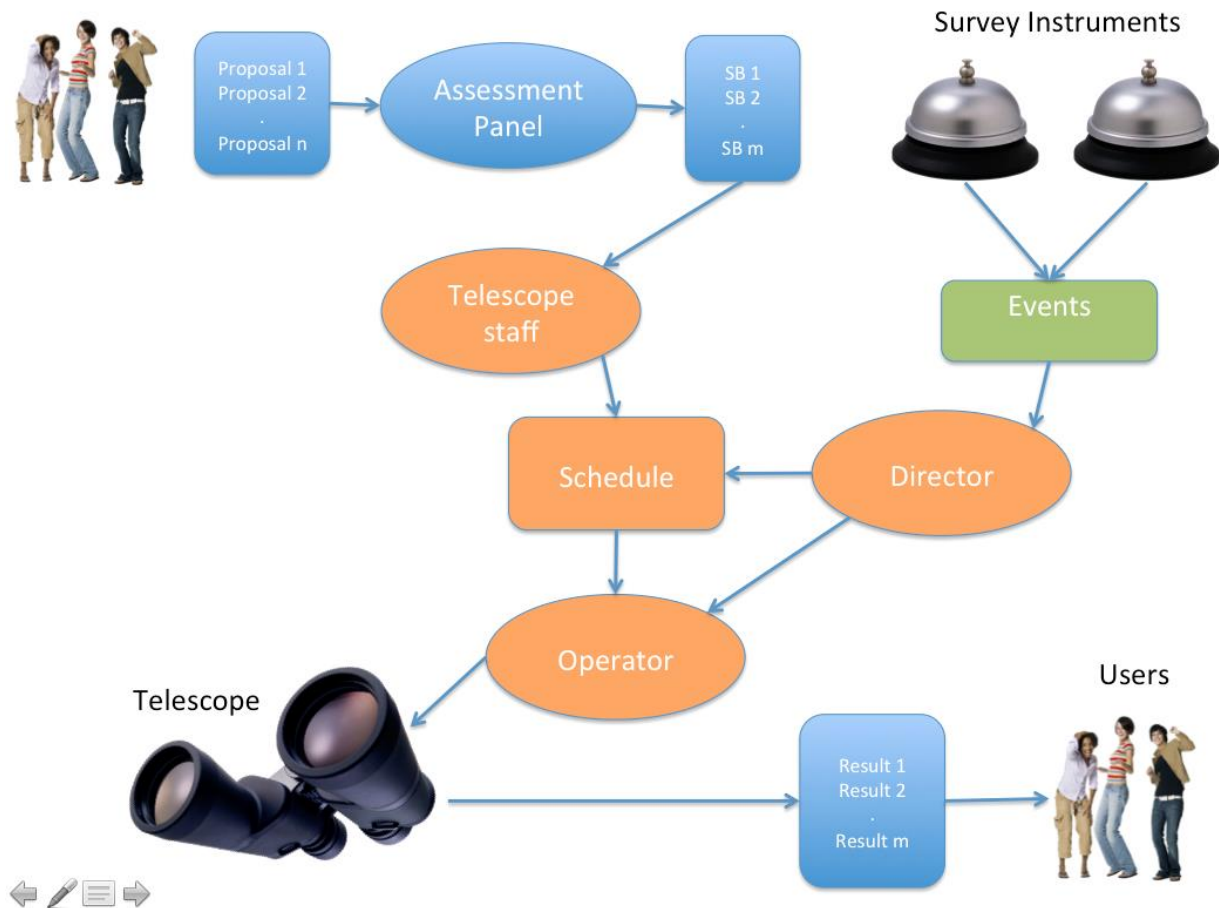 Proposal 1
Proposal 2
.
Proposal n
Assessment
Panel
SB 1
SB 2
.
SB m
Survey Instruments
Telescope
staff
Events
Schedule
Director
Operator
Telescope
Users
Result 1
Result 2
.
Result m